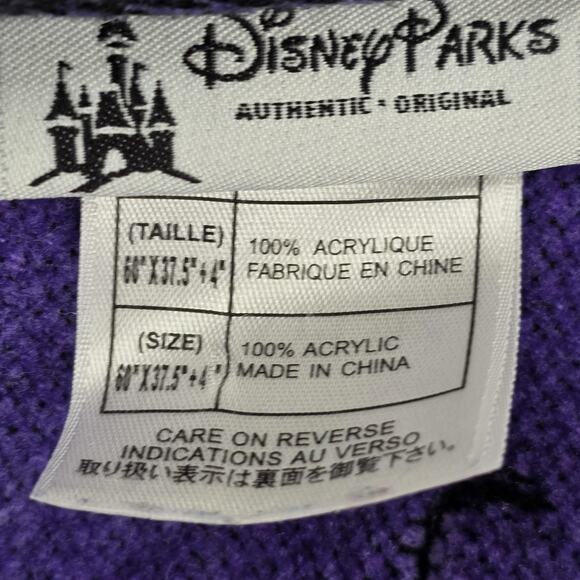 Disney Parks
AUTHENTIC • ORIGINAL
(TAILLE)
60"X37.5"+4"
100% ACRYLIQUE
FABRIQUE EN CHINE
(SIZE)
60"X37.5"+4"
100% ACRYLIC
MADE IN CHINA
CARE ON REVERSE
INDICATIONS AU VERSO
取り扱い表示は裏面を御覧下さい。